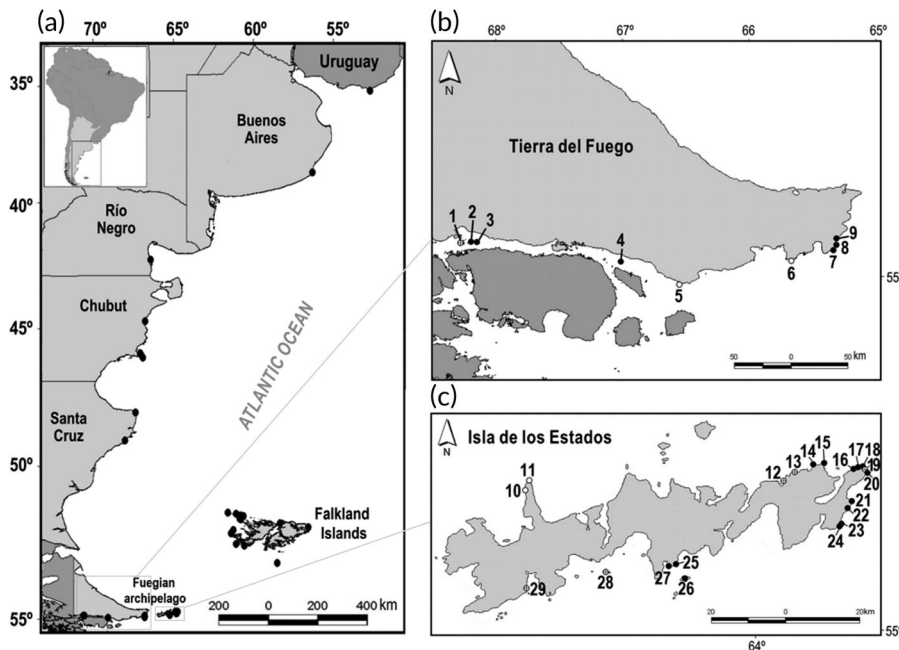 (a)
70º 65º 60º 55º
35º
40º
45º
50º
55º
Uruguay
Buenos
Aires
Río
Negro
Chubut
Santa
Cruz
ATLANTIC OCEAN
Falkland
Islands
Fuegian
archipelago
200 0 200 400 km
(b)
68º 67º 66º 65º
N
Tierra del Fuego
1 2 3
4
5
6
7
8
9
55º
50 0 50 km
(c)
N
Isla de los Estados
10
11
12
13
14
15
16
17
18
19
20
21
22
23
24
25
26
27
28
29
20 0 20km
64º
55º